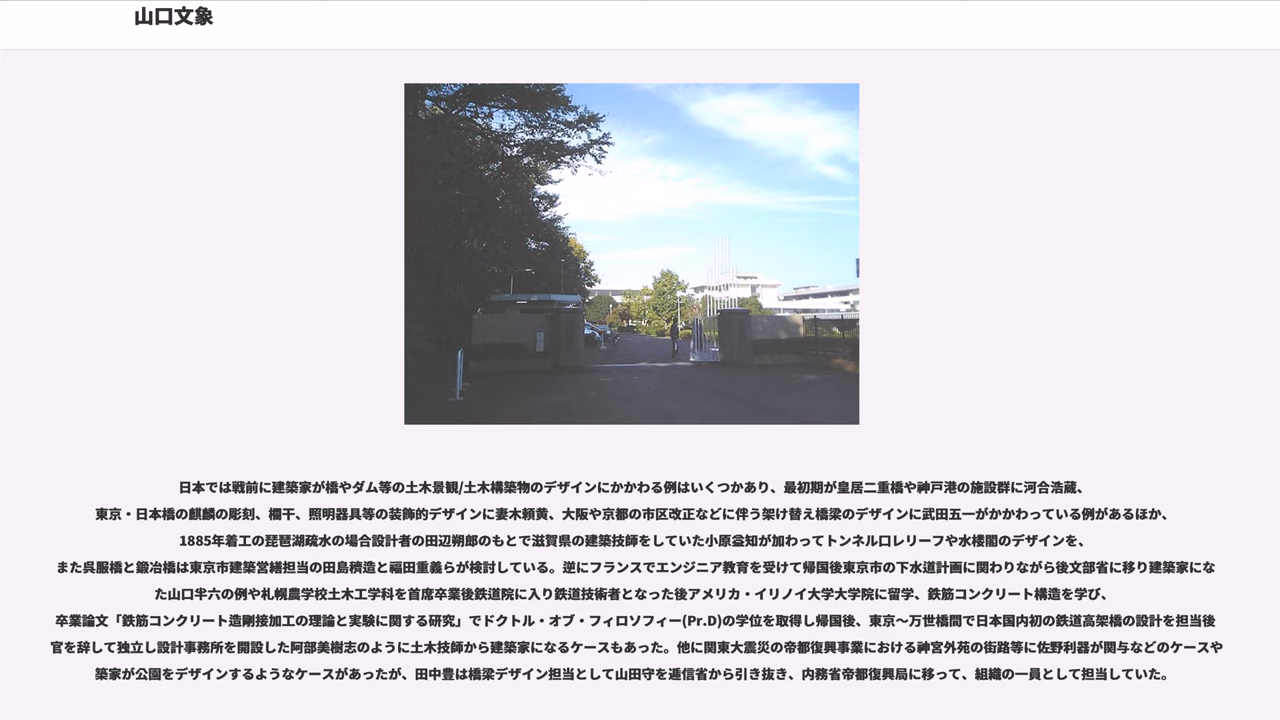 山口文象
日本では戦前に建築家が橋やダム等の土木景観/土木構築物のデザインにかかわる例はいくつかあり、最初期が皇居二重橋や神戸港の施設群に河合浩蔵、
東京・日本橋の麒麟の彫刻、欄干、照明器具等の装飾的デザインに妻木頼黄、大阪や京都の市区改正などに伴う架け替え橋梁のデザインに武田五一がかかわっている例があるほか、
1885年着工の琵琶湖疏水の場合設計者の田辺朔郎のもとで滋賀県の建築技師をしていた小原益知が加わってトンネル口レリーフや水楼閣のデザインを、
また呉服橋と鍛冶橋は東京市建築営繕担当の田島穧造と福田重義らが検討している。逆にフランスでエンジニア教育を受けて帰国後東京市の下水道計画に関わりながら後文部省に移り建築家にな
た山口半六の例や札幌農学校土木工学科を首席卒業後鉄道院に入り鉄道技術者となった後アメリカ・イリノイ大学大学院に留学、鉄筋コンクリート構造を学び、
卒業論文「鉄筋コンクリート造剛接加工の理論と実験に関する研究」でドクトル・オブ・フィロソフィー(Pr.D)の学位を取得し帰国後、東京〜万世橋間で日本国内初の鉄道高架橋の設計を担当後
官を辞して独立し設計事務所を開設した阿部美樹志のように土木技師から建築家になるケースもあった。他に関東大震災の帝都復興事業における神宮外苑の街路等に佐野利器が関与などのケースや
築家が公園をデザインするようなケースがあったが、田中豊は橋梁デザイン担当として山田守を逓信省から引き抜き、内務省帝都復興局に移って、組織の一員として担当していた。